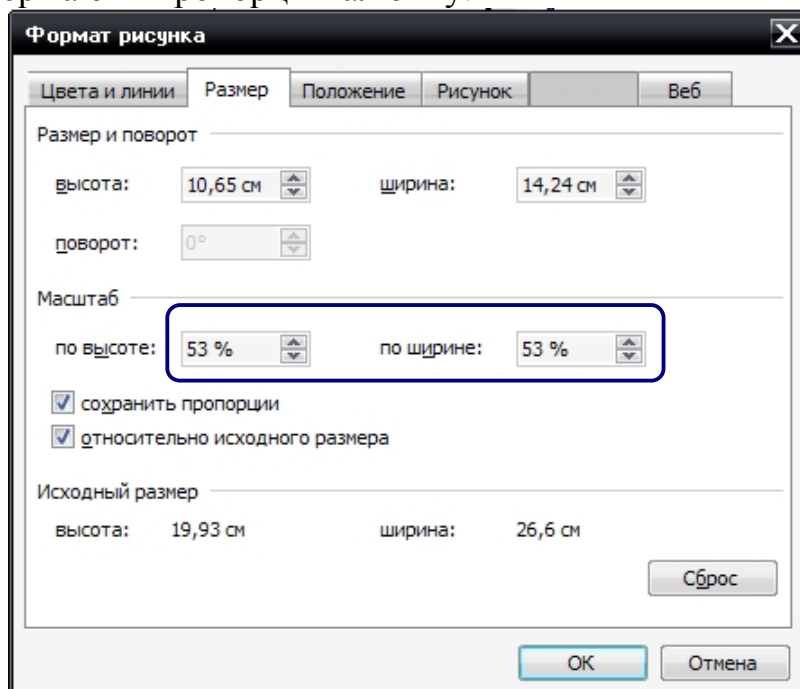 Формат рисунка
Цвета и линии Размер Положение Рисунок Веб
Размер и поворот
высота: 10,65 см ширина: 14,24 см
поворот: 0°
Масштаб
по высоте: 53 % по ширине: 53 %
сохранить пропорции
относительно исходного размера
Исходный размер
высота: 19,93 см ширина: 26,6 см
Сброс
ОК Отмена